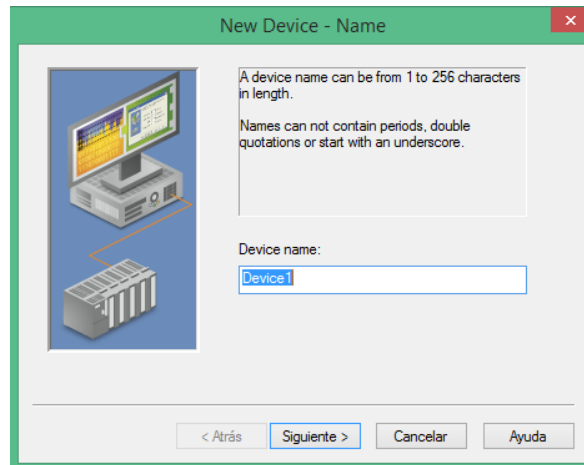 New Device - Name
A device name can be from 1 to 256 characters
in length.
Names can not contain periods, double
quotations or start with an underscore.
Device name:
Device1
< Atrás
Siguiente >
Cancelar
Ayuda